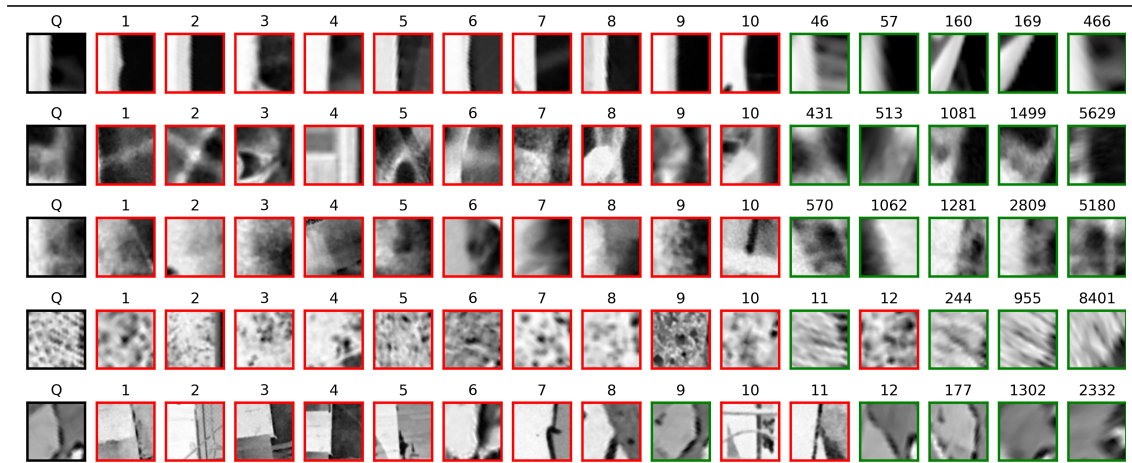 Q 1 2 3 4 5 6 7 8 9 10 46 57 160 169 466
Q 1 2 3 4 5 6 7 8 9 10 431 513 1081 1499 5629
Q 1 2 3 4 5 6 7 8 9 10 570 1062 1281 2809 5180
Q 1 2 3 4 5 6 7 8 9 10 11 12 244 955 8401
Q 1 2 3 4 5 6 7 8 9 10 11 12 177 1302 2332